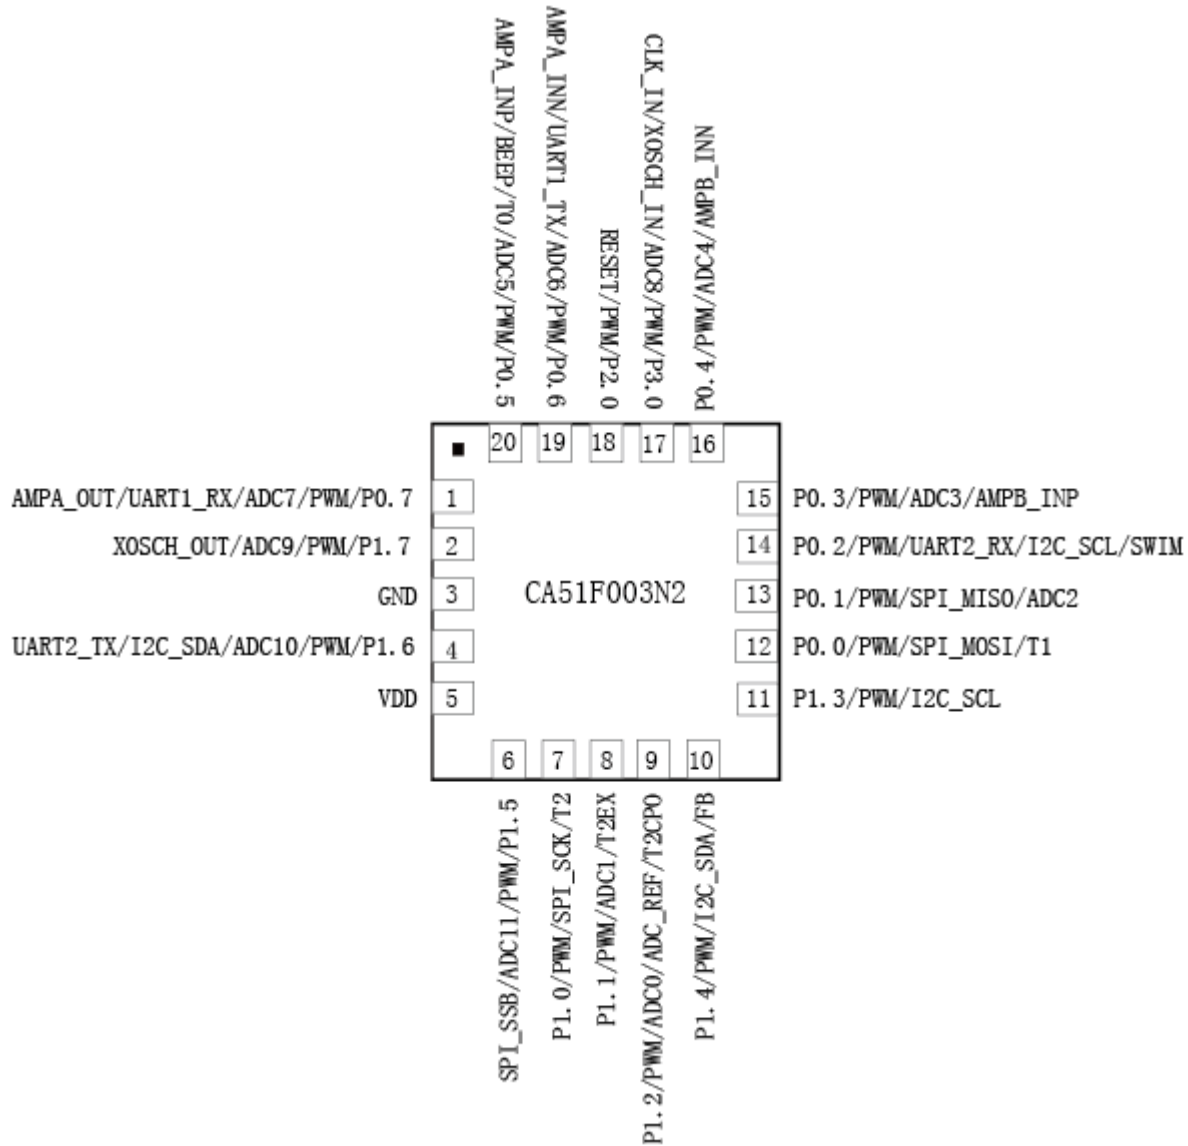 AMPA_INP/BEEP/T0/ADC5/PWM/P0.5
AMPA_INN/UART1_TX/ADC6/PWM/P0.6
RESET/PWM/P2.0
CLK_IN/XOSCH_IN/ADC8/PWM/P3.0
P0.4/PWM/ADC4/AMPB_INN
20
19
18
17
16
AMPA_OUT/UART1_RX/ADC7/PWM/P0.7
1
XOSCH_OUT/ADC9/PWM/P1.7
2
GND
3
UART2_TX/I2C_SDA/ADC10/PWM/P1.6
4
VDD
5
CA51F003N2
15
P0.3/PWM/ADC3/AMPB_INP
14
P0.2/PWM/UART2_RX/I2C_SCL/SWIM
13
P0.1/PWM/SPI_MISO/ADC2
12
P0.0/PWM/SPI_MOSI/T1
11
P1.3/PWM/I2C_SCL
6
7
8
9
10
SPI_SSB/ADC11/PWM/P1.5
P1.0/PWM/SPI_SCK/T2
P1.1/PWM/ADC1/T2EX
P1.2/PWM/ADC0/ADC_REF/T2CP0
P1.4/PWM/I2C_SDA/FB